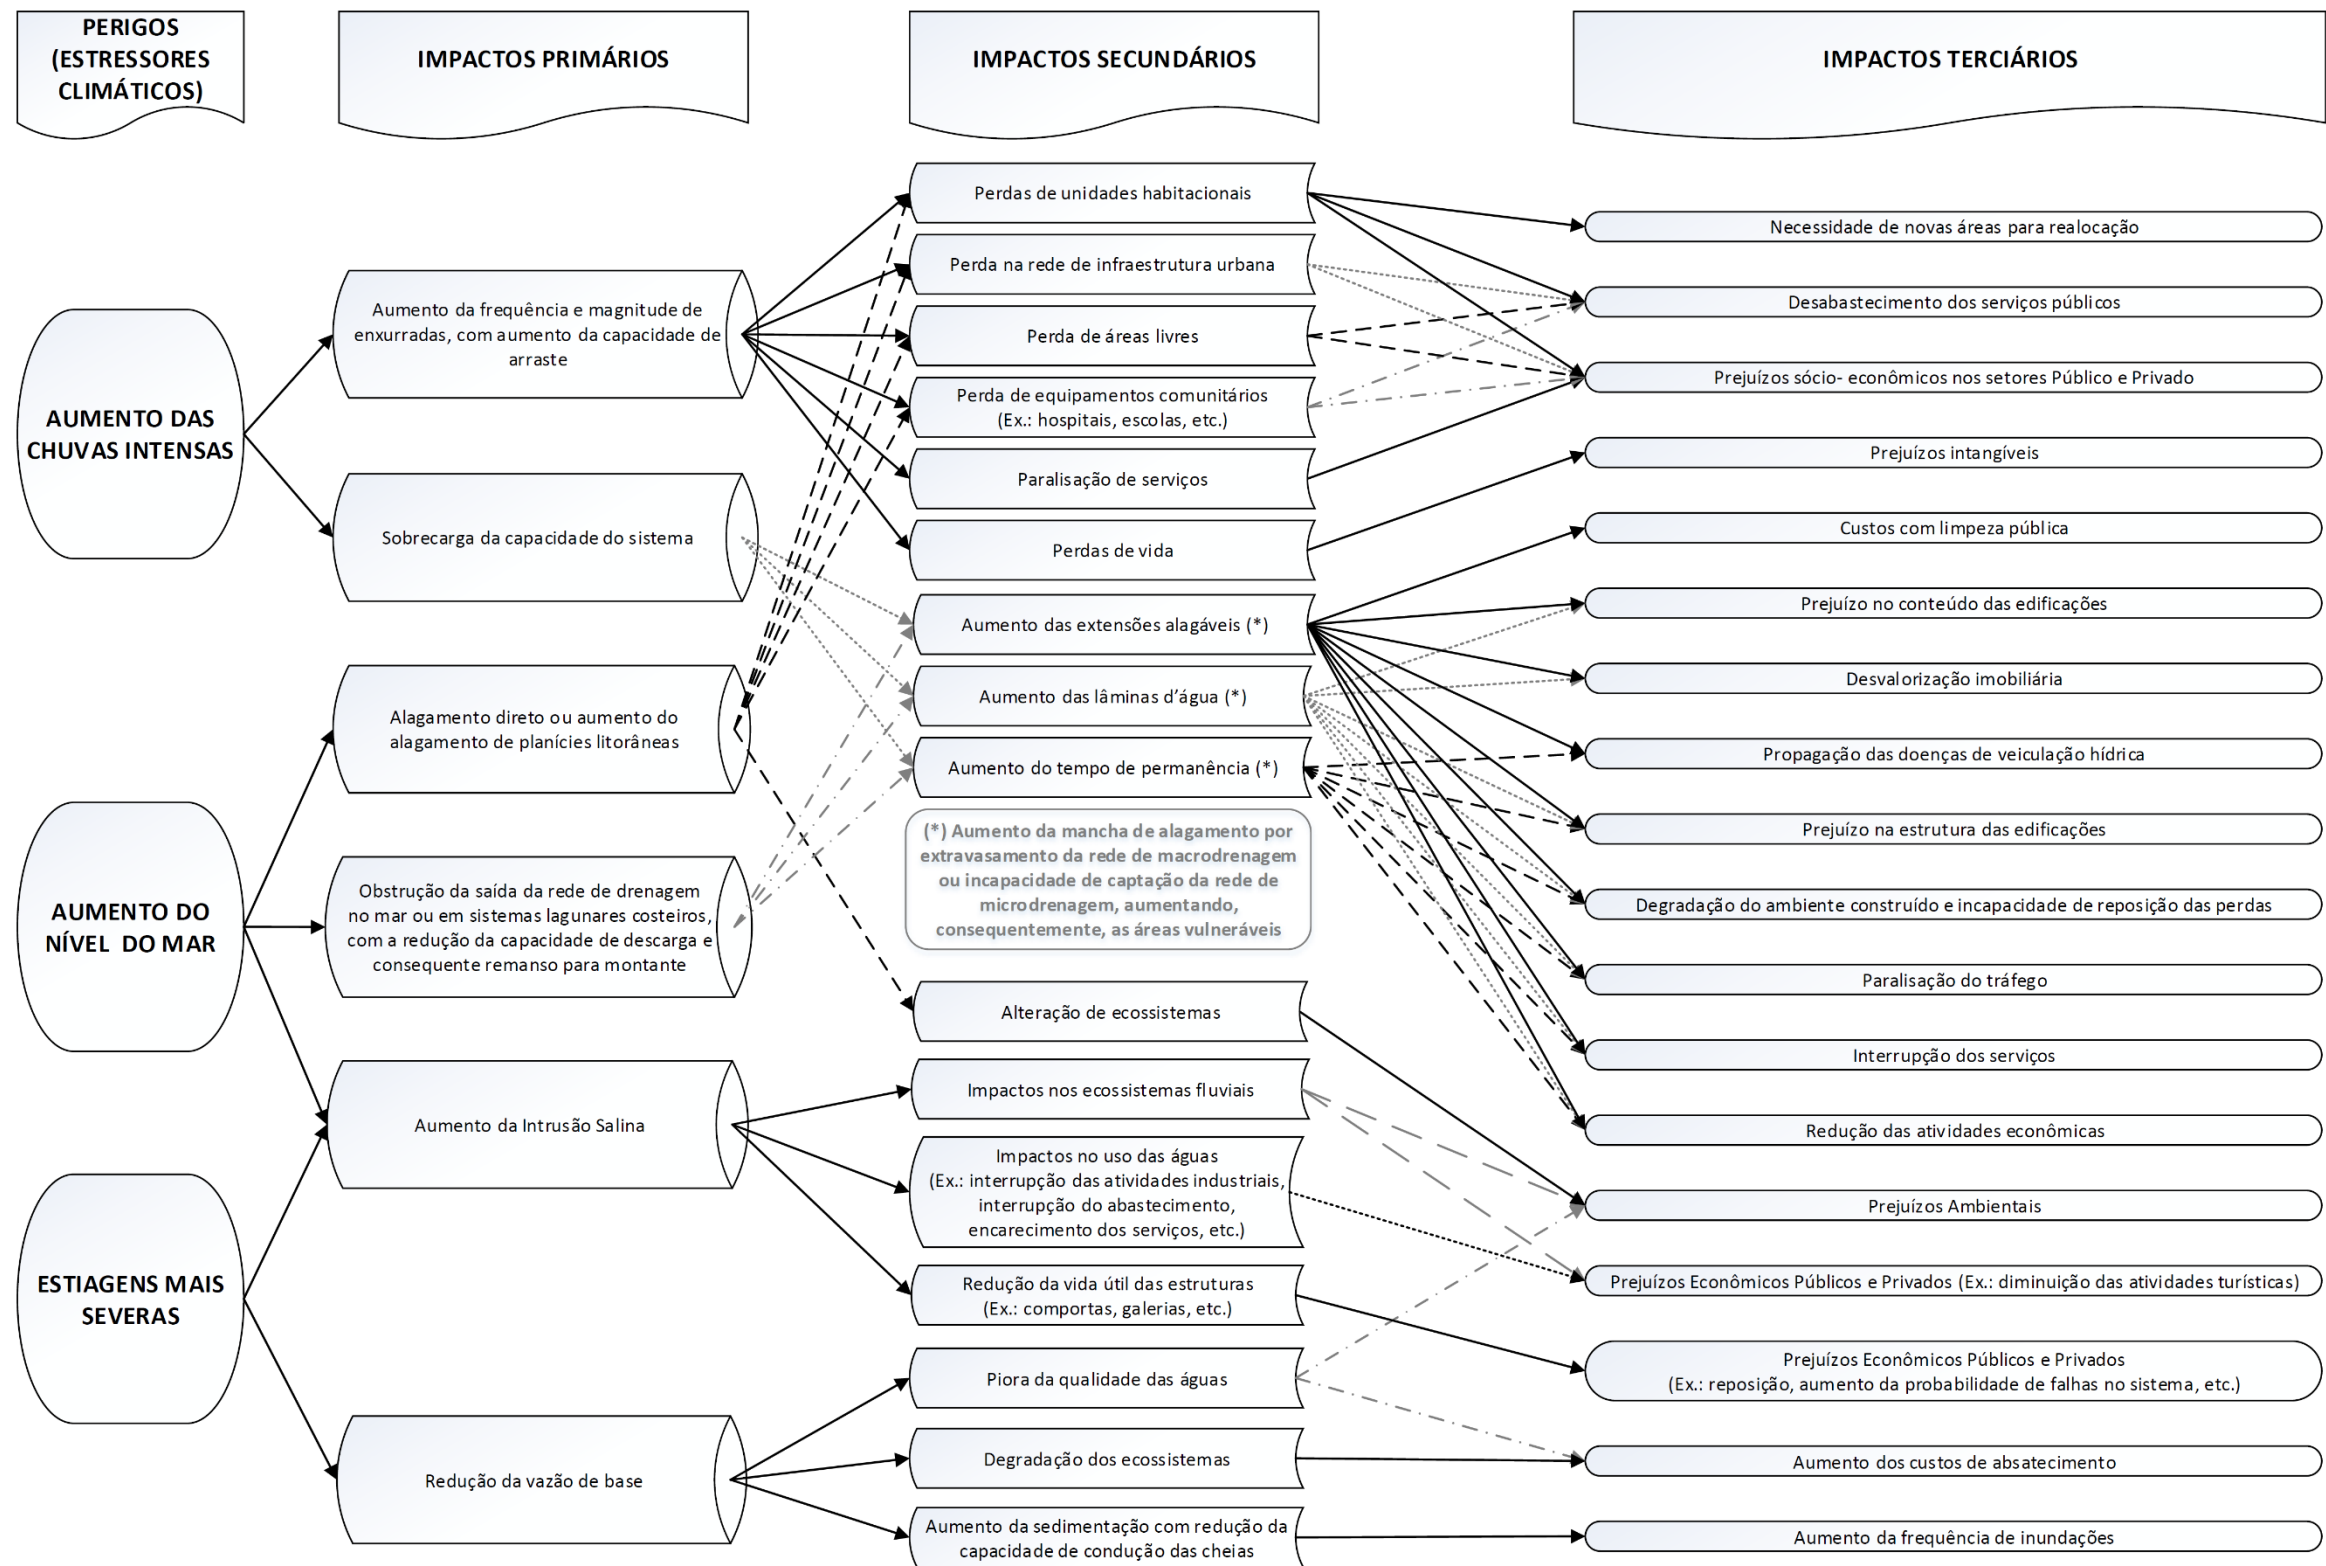 PERIGOS
(ESTRESSORES
CLIMÁTICOS)
IMPACTOS PRIMÁRIOS
IMPACTOS SECUNDÁRIOS
IMPACTOS TERCIÁRIOS
AUMENTO DAS
CHUVAS INTENSAS
AUMENTO DO
NÍVEL DO MAR
ESTIAGENS MAIS
SEVERAS
Aumento da frequência e magnitude de
enxurradas, com aumento da capacidade de
arraste
Sobrecarga da capacidade do sistema
Alagamento direto ou aumento do
alagamento de planícies litorâneas
Obstrução da saída da rede de drenagem
no mar ou em sistemas lagunares costeiros,
com a redução da capacidade de descarga e
consequente remanso para montante
Aumento da Intrusão Salina
Redução da vazão de base
Perdas de unidades habitacionais
Perda na rede de infraestrutura urbana
Perda de áreas livres
Perda de equipamentos comunitários
(Ex.: hospitais, escolas, etc.)
Paralisação de serviços
Perdas de vida
Aumento das extensões alagáveis (*)
Aumento das lâminas d’água (*)
Aumento do tempo de permanência (*)
(*) Aumento da mancha de alagamento por
extravasamento da rede de macrodrenagem
ou incapacidade de captação da rede de
microdrenagem, aumentando,
consequentemente, as áreas vulneráveis
Alteração de ecossistemas
Impactos nos ecossistemas fluviais
Impactos no uso das águas
(Ex.: interrupção das atividades industriais,
interrupção do abastecimento,
encarecimento dos serviços, etc.)
Redução da vida útil das estruturas
(Ex.: comportas, galerias, etc.)
Piora da qualidade das águas
Degradação dos ecossistemas
Aumento da sedimentação com redução da
capacidade de condução das cheias
Necessidade de novas áreas para realocação
Desabastecimento dos serviços públicos
Prejuízos sócio- econômicos nos setores Público e Privado
Prejuízos intangíveis
Custos com limpeza pública
Prejuízo no conteúdo das edificações
Desvalorização imobiliária
Propagação das doenças de veiculação hídrica
Prejuízo na estrutura das edificações
Degradação do ambiente construído e incapacidade de reposição das perdas
Paralisação do tráfego
Interrupção dos serviços
Redução das atividades econômicas
Prejuízos Ambientais
Prejuízos Econômicos Públicos e Privados (Ex.: diminuição das atividades turísticas)
Prejuízos Econômicos Públicos e Privados
(Ex.: reposição, aumento da probabilidade de falhas no sistema, etc.)
Aumento dos custos de absatecimento
Aumento da frequência de inundações